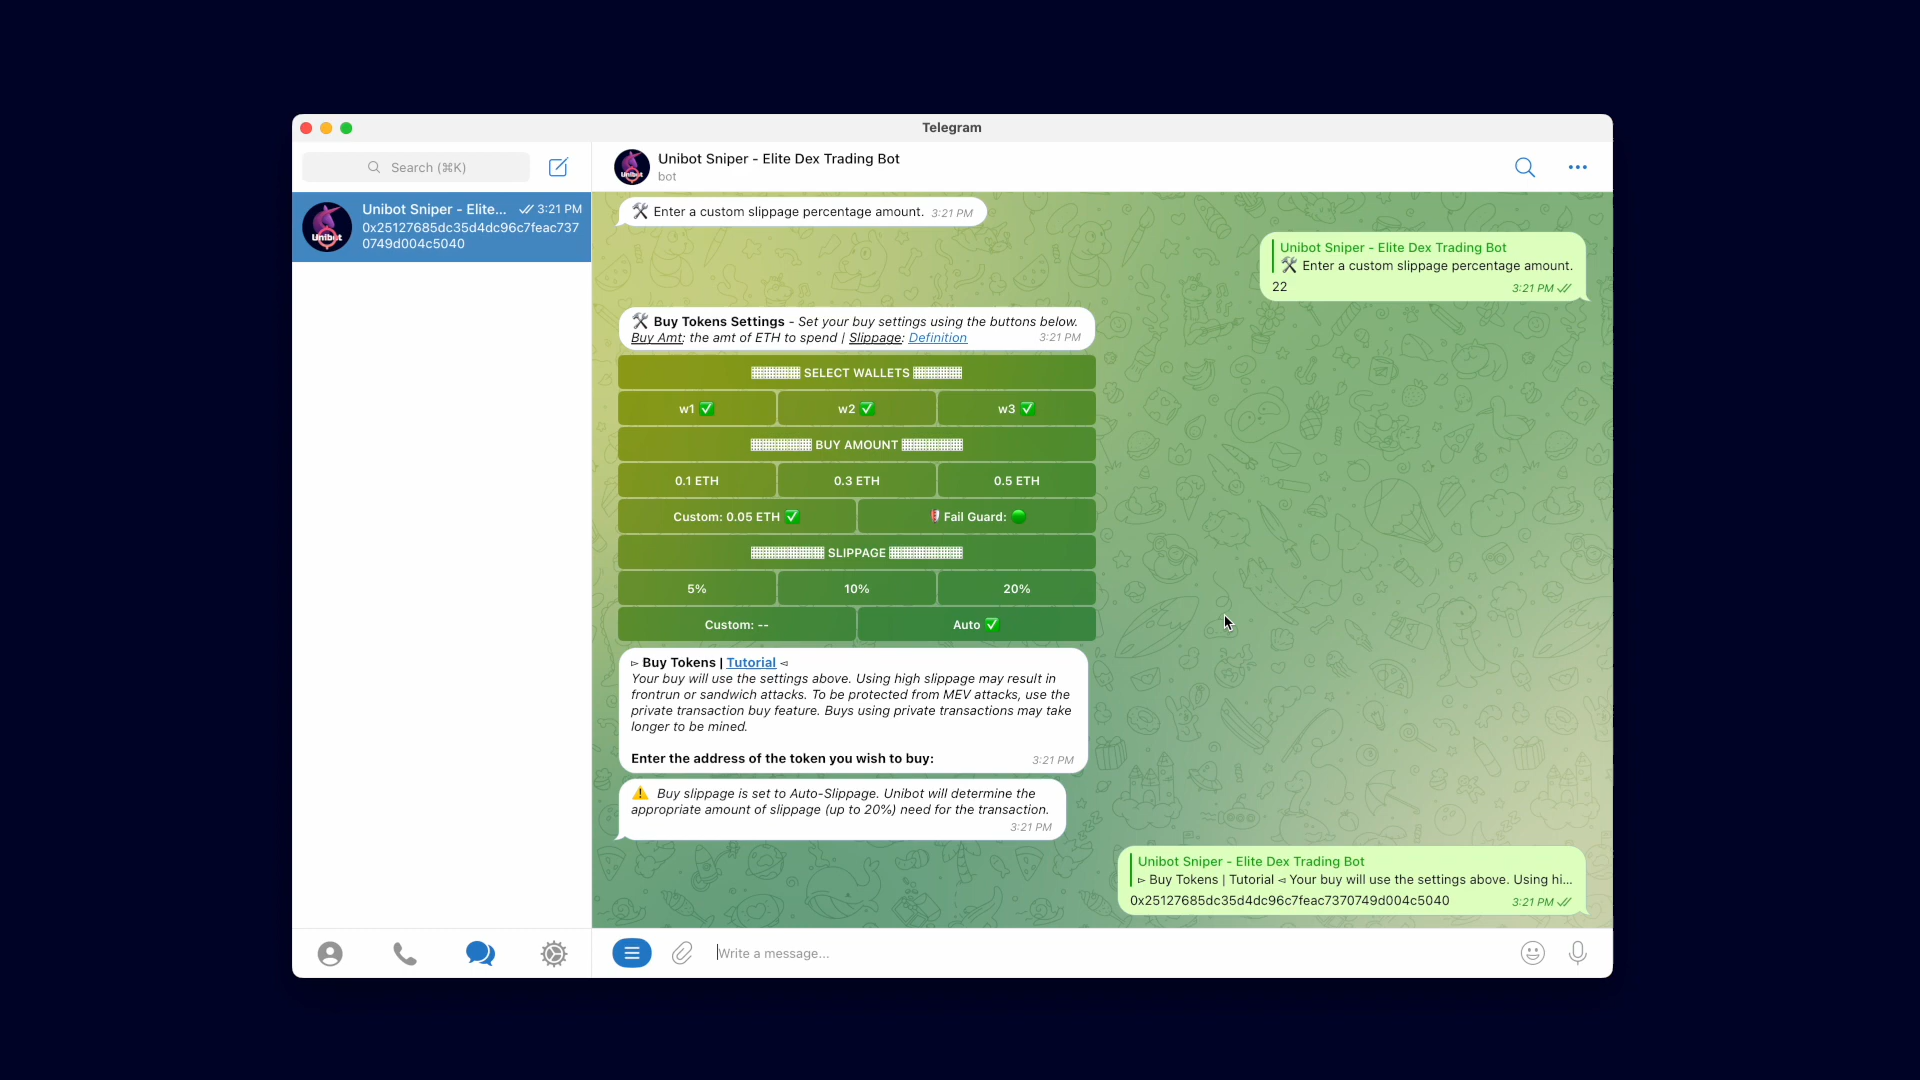 Telegram
Search (⌘K)
Unibot Sniper - Elite... 3:21 PM
0x25127685dc35d4dc96c7feac737
0749d004c5040
Unibot
Unibot Sniper - Elite Dex Trading Bot
bot
Unibot
🛠 Enter a custom slippage percentage amount. 3:21 PM
Unibot Sniper - Elite Dex Trading Bot
🛠 Enter a custom slippage percentage amount.
22 3:21 PM
🛠 Buy Tokens Settings - Set your buy settings using the buttons below.
Buy Amt: the amt of ETH to spend | Slippage: Definition 3:21 PM
SELECT WALLETS
w1 ✅ w2 ✅ w3 ✅
BUY AMOUNT
0.1 ETH 0.3 ETH 0.5 ETH
Custom: 0.05 ETH ✅ Fail Guard: 🟢
SLIPPAGE
5% 10% 20%
Custom: -- Auto ✅
▻ Buy Tokens | Tutorial ◅
Your buy will use the settings above. Using high slippage may result in
frontrun or sandwich attacks. To be protected from MEV attacks, use the
private transaction buy feature. Buys using private transactions may take
longer to be mined.
Enter the address of the token you wish to buy: 3:21 PM
⚠️ Buy slippage is set to Auto-Slippage. Unibot will determine the
appropriate amount of slippage (up to 20%) need for the transaction.
3:21 PM
Unibot Sniper - Elite Dex Trading Bot
▻ Buy Tokens | Tutorial ◅ Your buy will use the settings above. Using hi...
0x25127685dc35d4dc96c7feac7370749d004c5040 3:21 PM
Write a message...